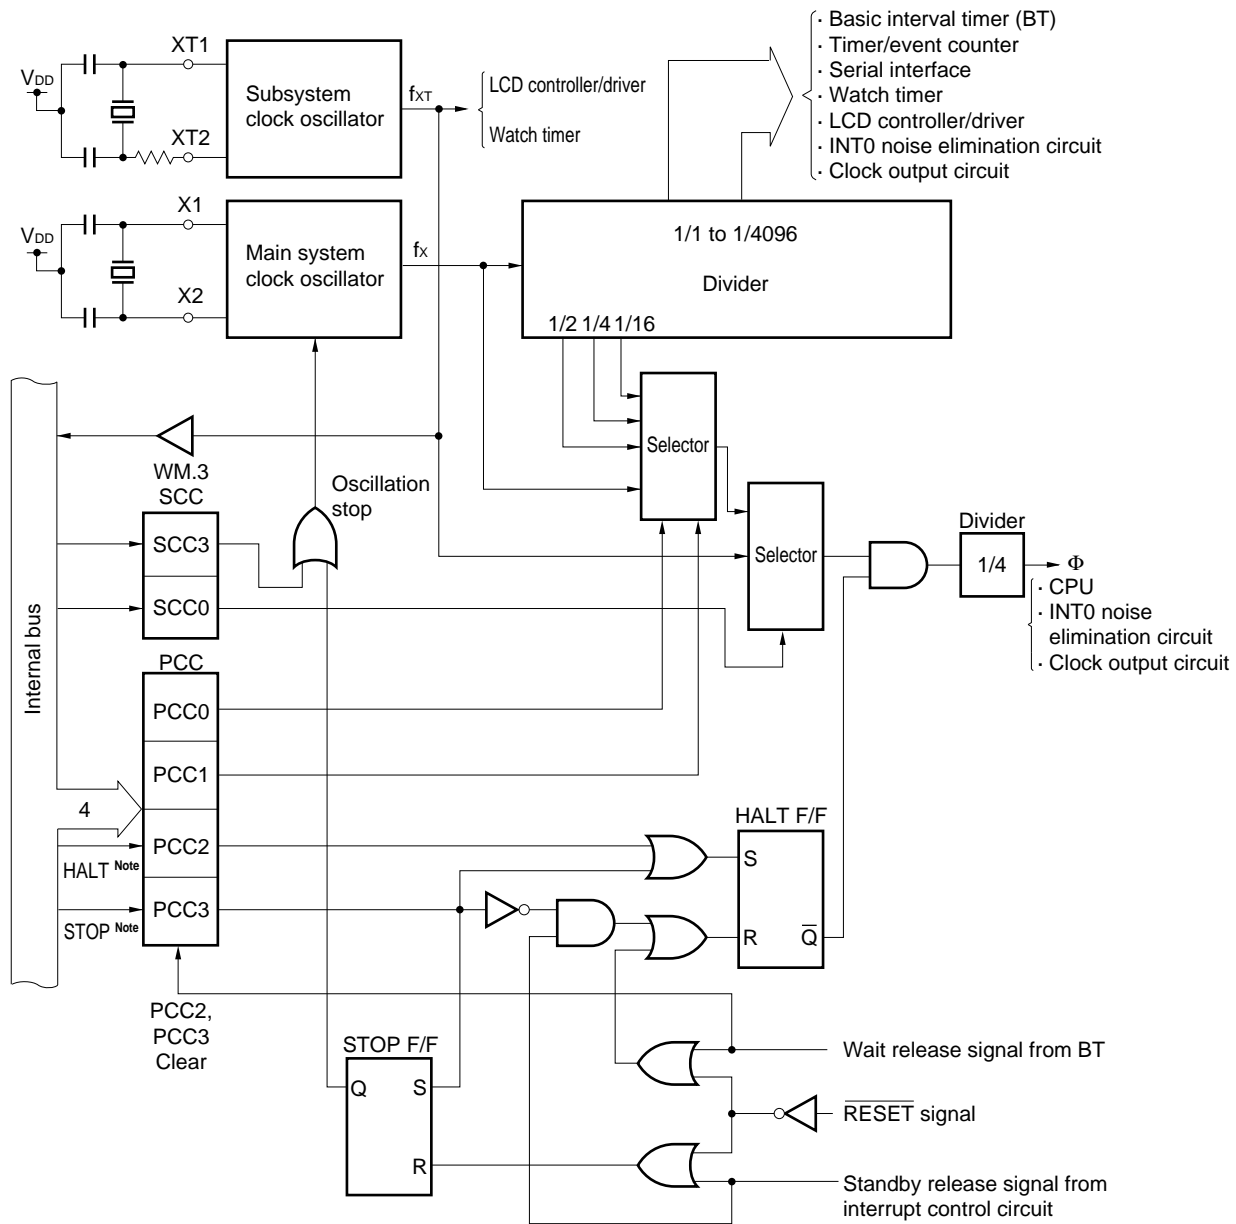 · Basic interval timer (BT)
· Timer/event counter
· Serial interface
· Watch timer
· LCD controller/driver
· INT0 noise elimination circuit
· Clock output circuit
VDD
XT1
XT2
Subsystem
clock oscillator
fXT
LCD controller/driver
Watch timer
VDD
X1
X2
Main system
clock oscillator
fX
1/1 to 1/4096
Divider
1/2 1/4 1/16
Selector
Selector
WM.3
SCC
Oscillation
stop
SCC3
SCC0
Divider
1/4
Φ
· CPU
· INT0 noise
elimination circuit
· Clock output circuit
Internal bus
PCC
PCC0
PCC1
4
PCC2
HALT Note
PCC3
STOP Note
HALT F/F
S
R
Q̅
PCC2,
PCC3
Clear
STOP F/F
Q
S
R
Wait release signal from BT
R̅E̅S̅E̅T̅ signal
Standby release signal from
interrupt control circuit